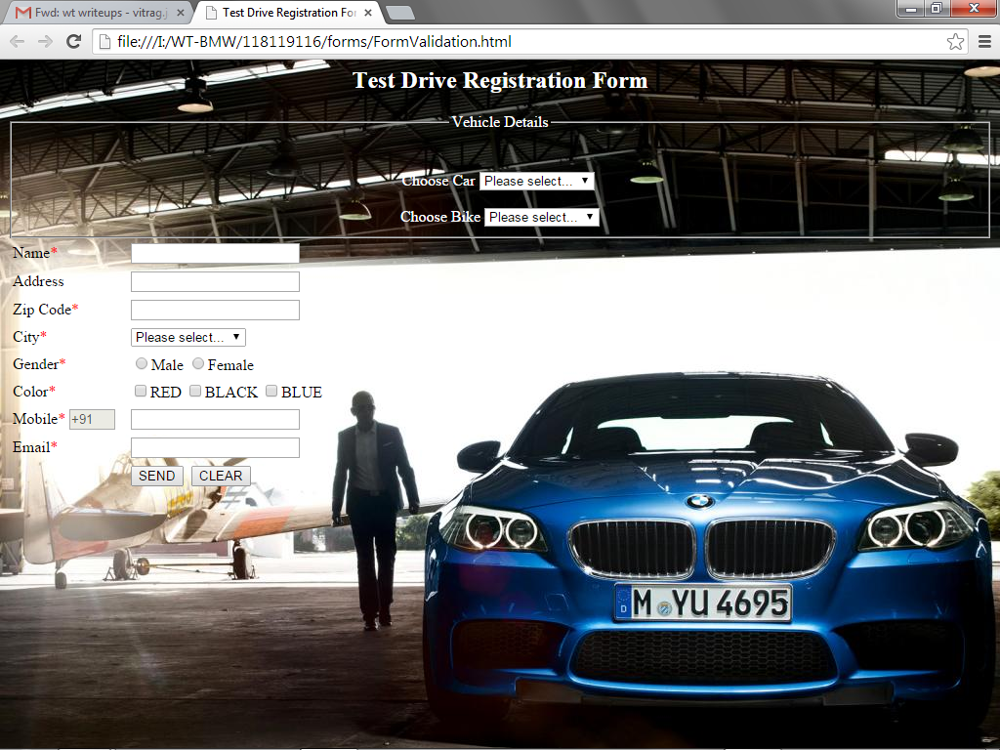 Fwd: wt writeups - vitrag.j
Test Drive Registration For
file:///I:/WT-BMW/118119116/forms/FormValidation.html
Test Drive Registration Form
Vehicle Details
Choose Car Please select...
Choose Bike Please select...
Name*
Address
Zip Code*
City* Please select...
Gender* Male Female
Color* RED BLACK BLUE
Mobile* +91
Email*
SEND CLEAR
D M YU 4695